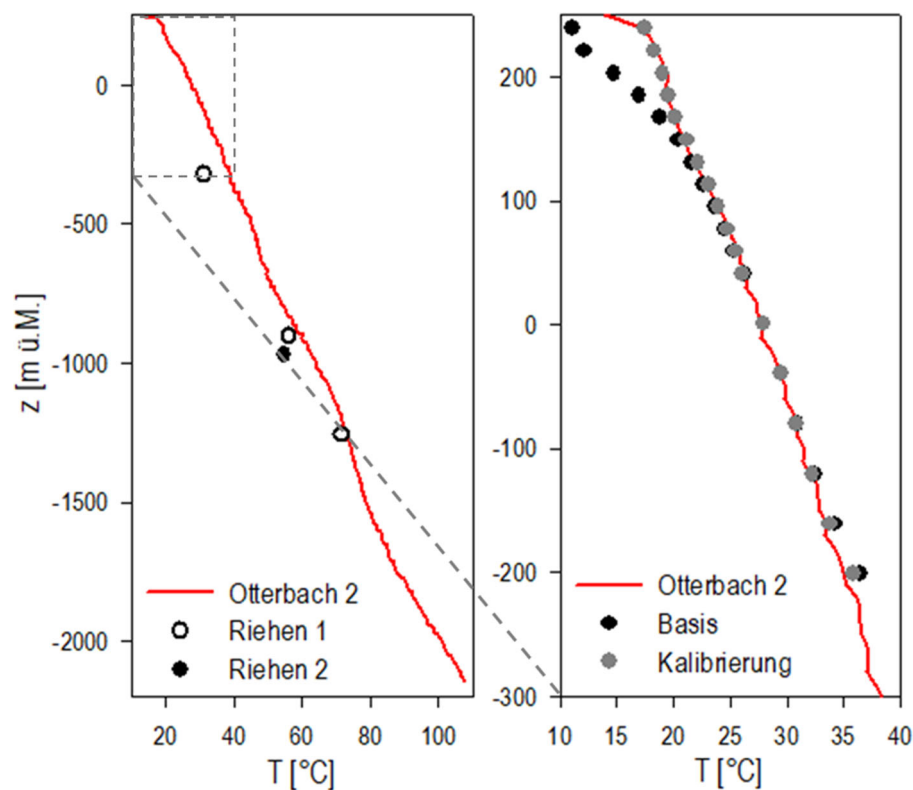 z [m ü.M.]
0
-500
-1000
-1500
-2000
Otterbach 2
Riehen 1
Riehen 2
20 40 60 80 100
T [°C]
200
100
0
-100
-200
-300
Otterbach 2
Basis
Kalibrierung
10 15 20 25 30 35 40
T [°C]